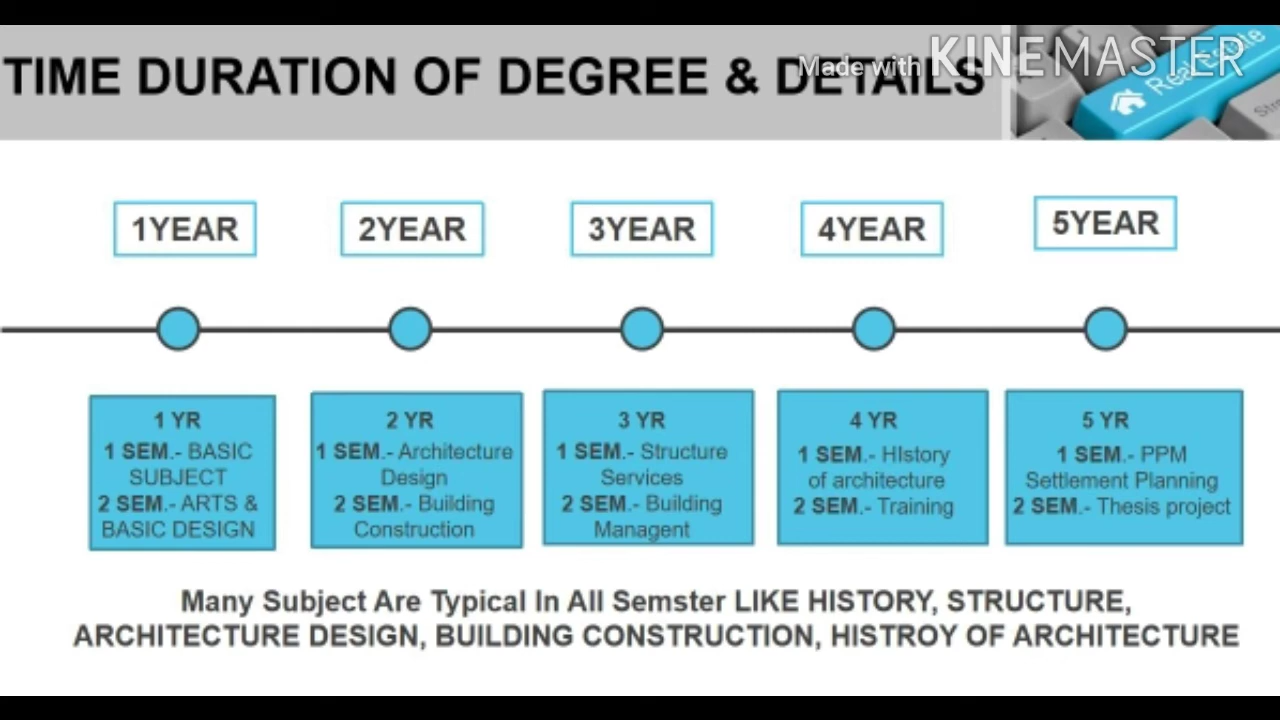 TIME DURATION OF DEGREE & DETAILS
Made with KINEMASTER
Real Estate
1YEAR
2YEAR
3YEAR
4YEAR
5YEAR
1 YR
1 SEM.- BASIC
SUBJECT
2 SEM.- ARTS &
BASIC DESIGN
2 YR
1 SEM.- Architecture
Design
2 SEM.- Building
Construction
3 YR
1 SEM.- Structure
Services
2 SEM.- Building
Managent
4 YR
1 SEM.- HIstory
of architecture
2 SEM.- Training
5 YR
1 SEM.- PPM
Settlement Planning
2 SEM.- Thesis project
Many Subject Are Typical In All Semster LIKE HISTORY, STRUCTURE,
ARCHITECTURE DESIGN, BUILDING CONSTRUCTION, HISTROY OF ARCHITECTURE